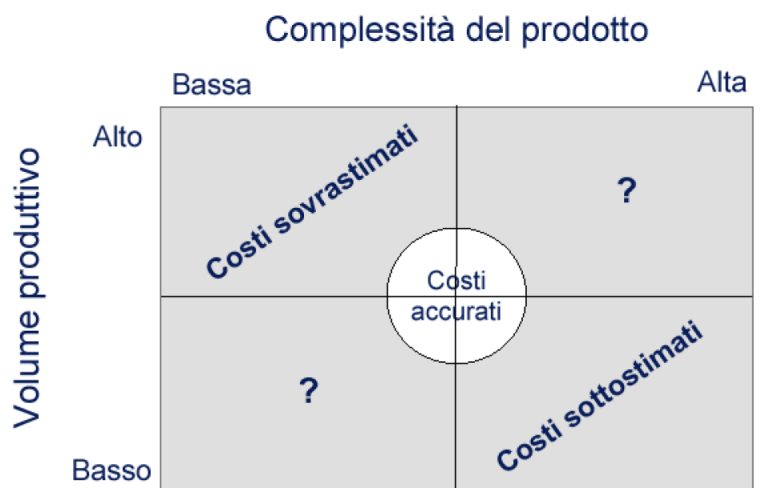 Complessità del prodotto
Bassa
Alta
Volume produttivo
Alto
Costi sovrastimati
?
Costi
accurati
?
Costi sottostimati
Basso